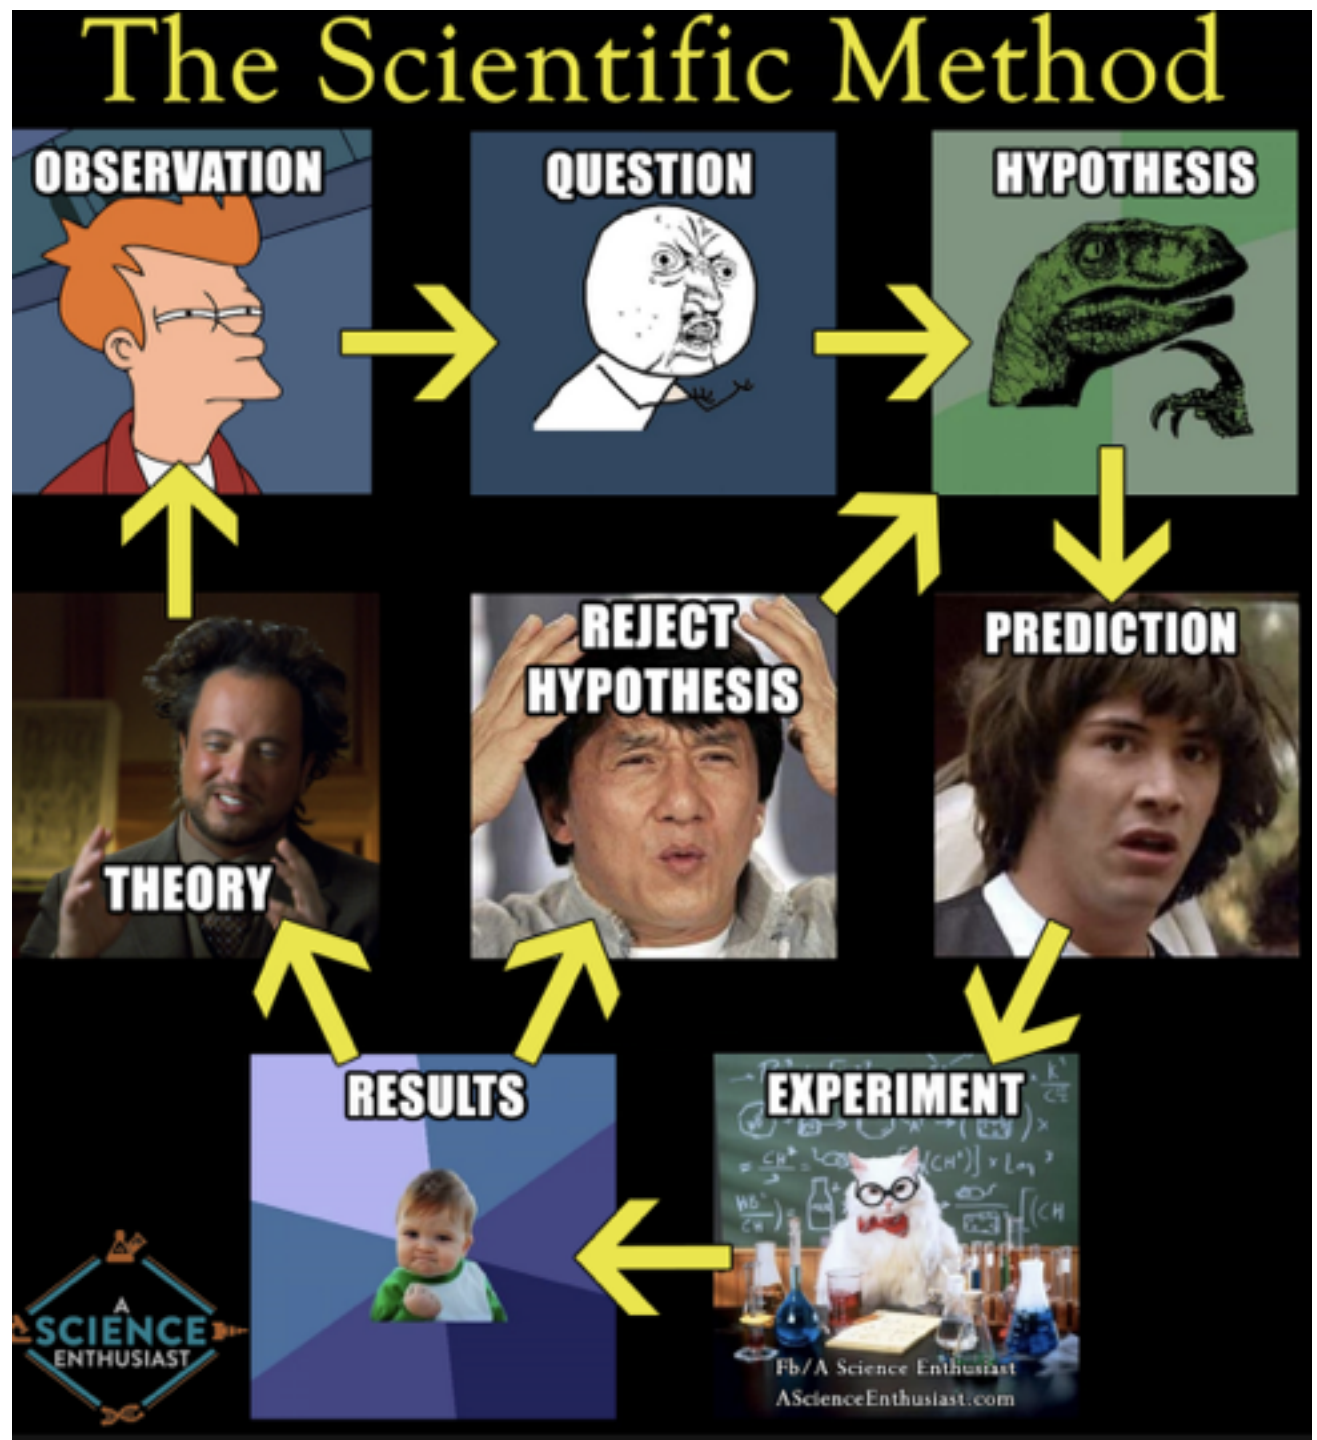 The Scientific Method
OBSERVATION
QUESTION
HYPOTHESIS
THEORY
REJECT
HYPOTHESIS
PREDICTION
RESULTS
EXPERIMENT
A
SCIENCE
ENTHUSIAST
Fb/A Science Enthusiast
AScienceEnthusiast.com